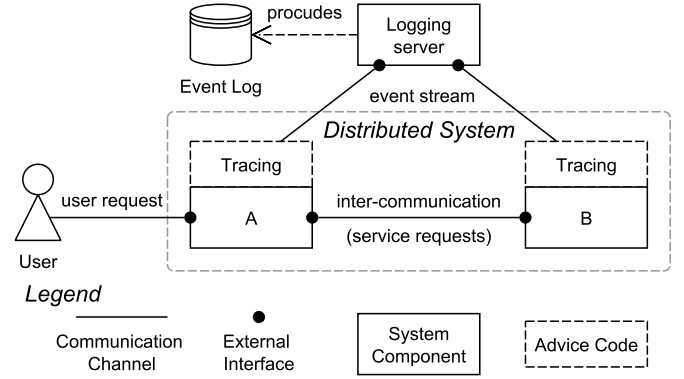 procudes
Logging
server
Event Log
event stream
Distributed System
Tracing
Tracing
user request
A
inter-communication
(service requests)
B
User
Legend
Communication
Channel
External
Interface
System
Component
Advice Code